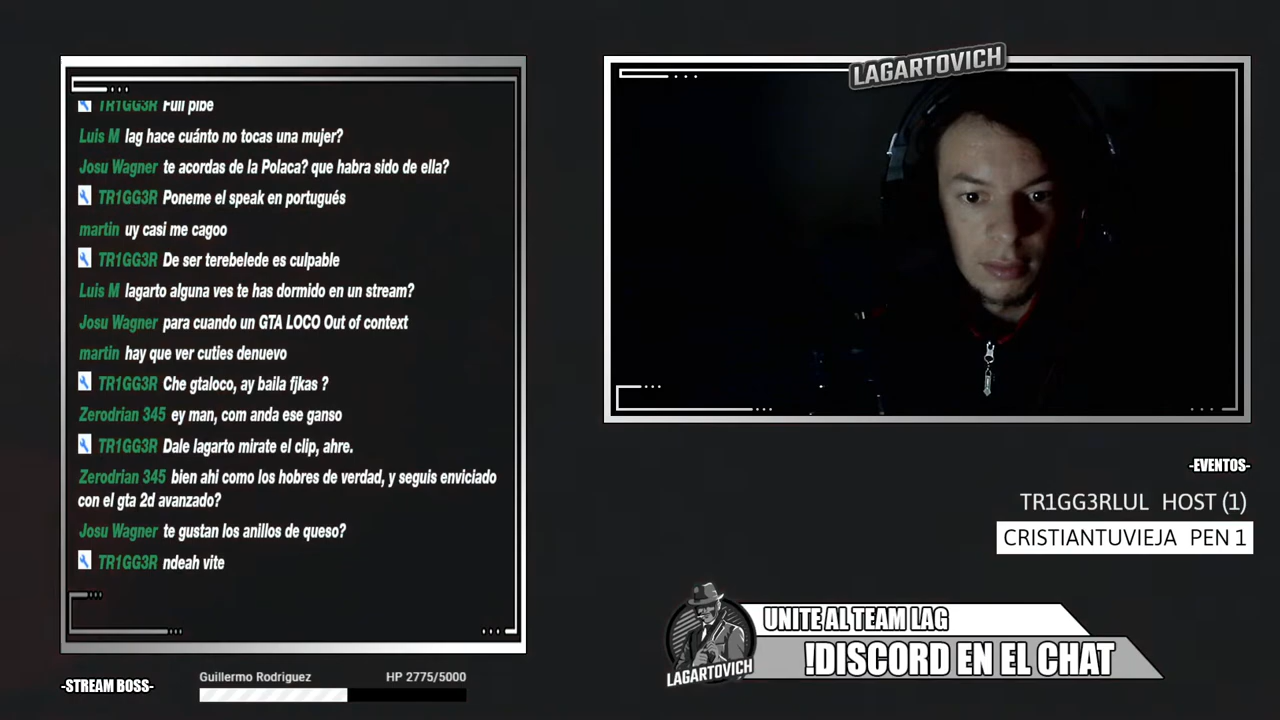 TR1GG3R Full pibe
Luis M lag hace cuánto no tocas una mujer?
Josu Wagner te acordas de la Polaca? que habra sido de ella?
TR1GG3R Poneme el speak en portugués
martin uy casi me cagoo
TR1GG3R De ser terebelede es culpable
Luis M lagarto alguna ves te has dormido en un stream?
Josu Wagner para cuando un GTA LOCO Out of context
martin hay que ver cuties denuevo
TR1GG3R Che gtaloco, ay baila fjkas ?
Zerodrian 345 ey man, com anda ese ganso
TR1GG3R Dale lagarto mirate el clip, ahre.
Zerodrian 345 bien ahi como los hobres de verdad, y seguis enviciado
con el gta 2d avanzado?
Josu Wagner te gustan los anillos de queso?
TR1GG3R ndeah vite
-STREAM BOSS-
Guillermo Rodriguez HP 2775/5000
LAGARTOVICH
-EVENTOS-
TR1GG3RLUL HOST (1)
CRISTIANTUVIEJA PEN 1
UNITE AL TEAM LAG
!DISCORD EN EL CHAT
LAGARTOVICH